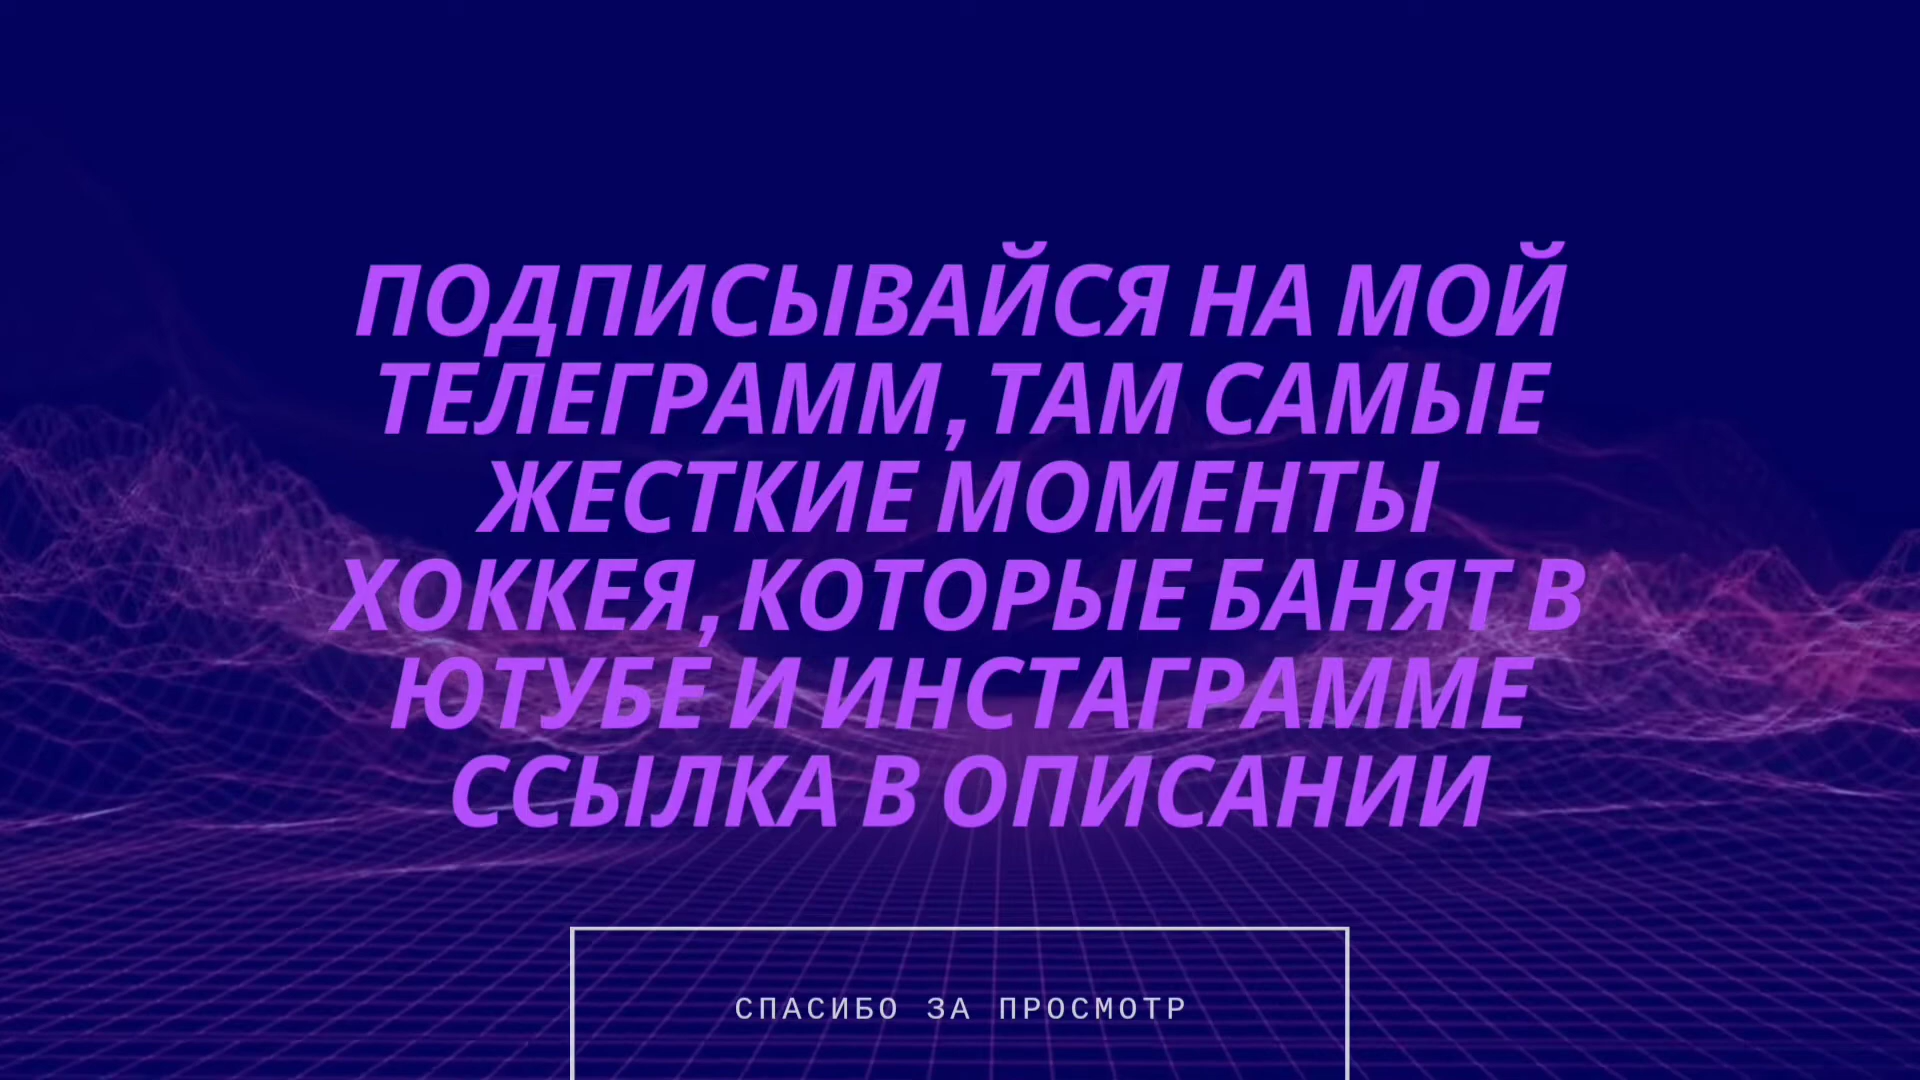 ПОДПИСЫВАЙСЯ НА МОЙ
ТЕЛЕГРАММ, ТАМ САМЫЕ
ЖЕСТКИЕ МОМЕНТЫ
ХОККЕЯ, КОТОРЫЕ БАНЯТ В
ЮТУБЕ И ИНСТАГРАММЕ
ССЫЛКА В ОПИСАНИИ
СПАСИБО ЗА ПРОСМОТР